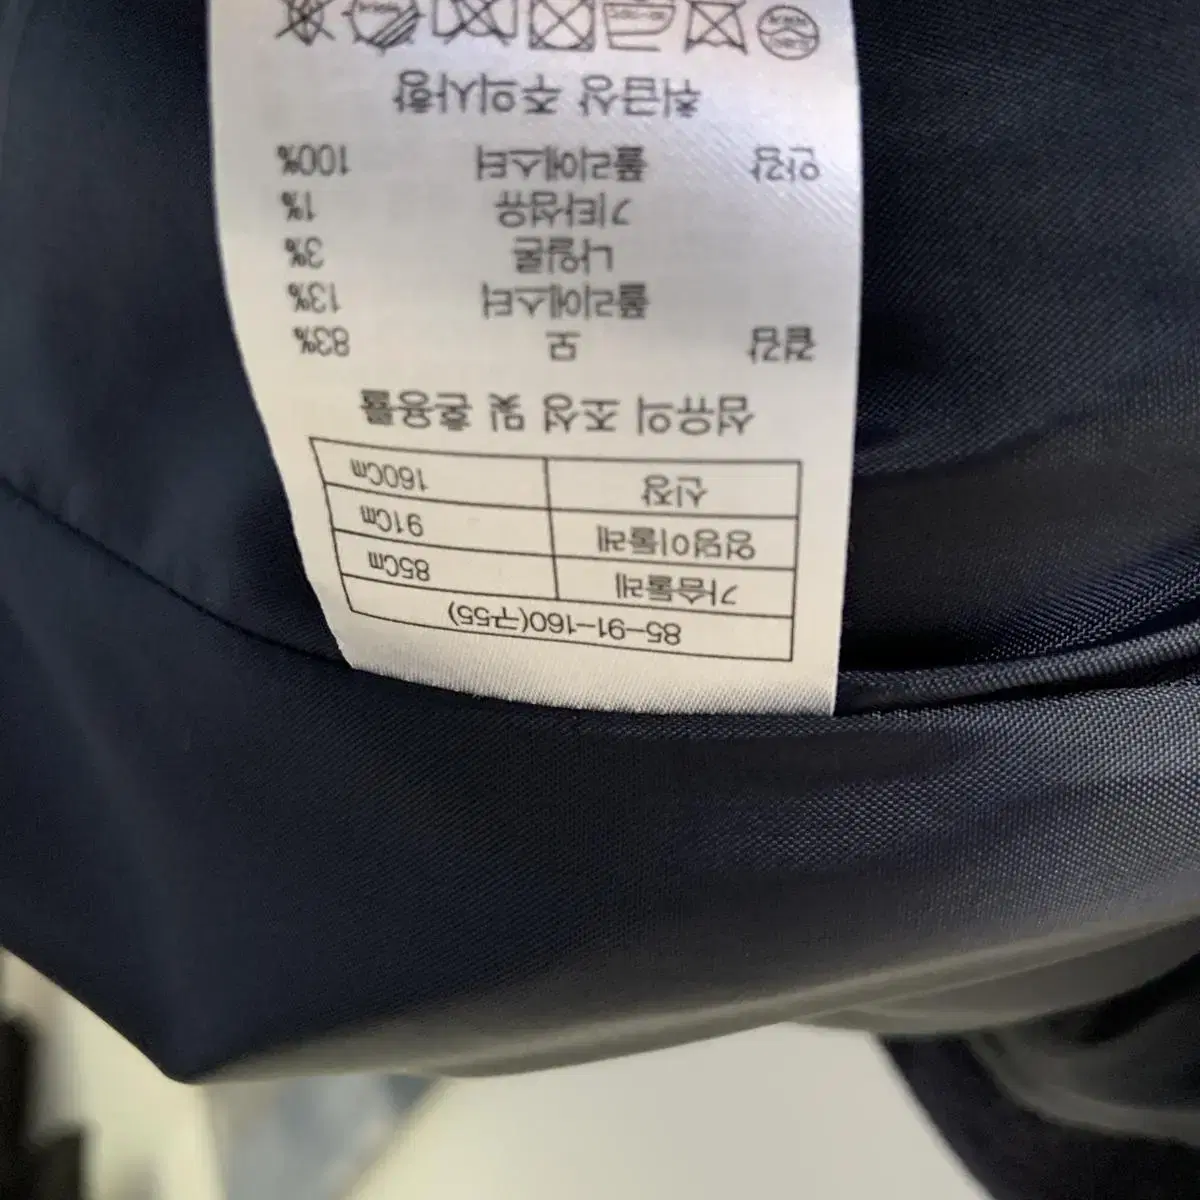 85-91-160(구55)
가슴둘레 85Cm
엉덩이둘레 91Cm
신장 160Cm
섬유의 조성 및 혼용률
겉감 모 83%
폴리에스터 13%
나일론 3%
기타섬유 1%
안감 폴리에스터 100%
취급상 주의사항